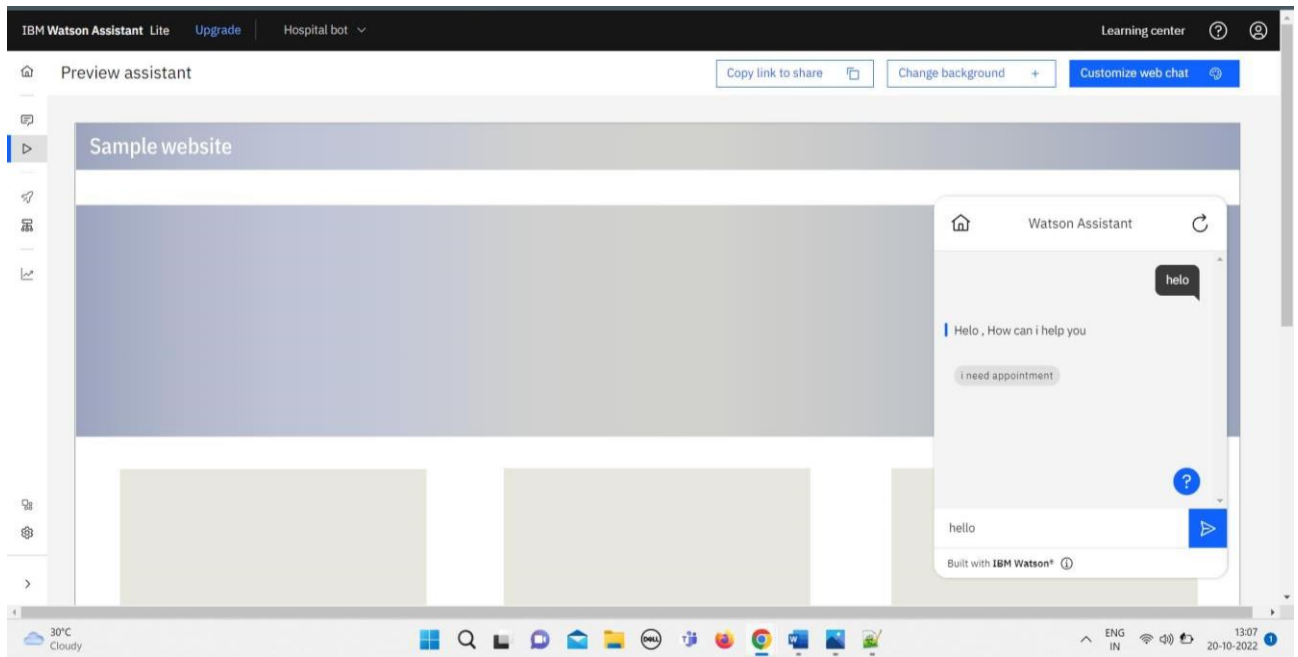 IBM Watson Assistant Lite Upgrade Hospital bot Learning center
Preview assistant Copy link to share Change background + Customize web chat
Sample website
Watson Assistant
helo
Helo , How can i help you
i need appointment
?
hello
Built with IBM Watson®
30°C
Cloudy
DELL
ENG
IN
13:07
20-10-2022
1